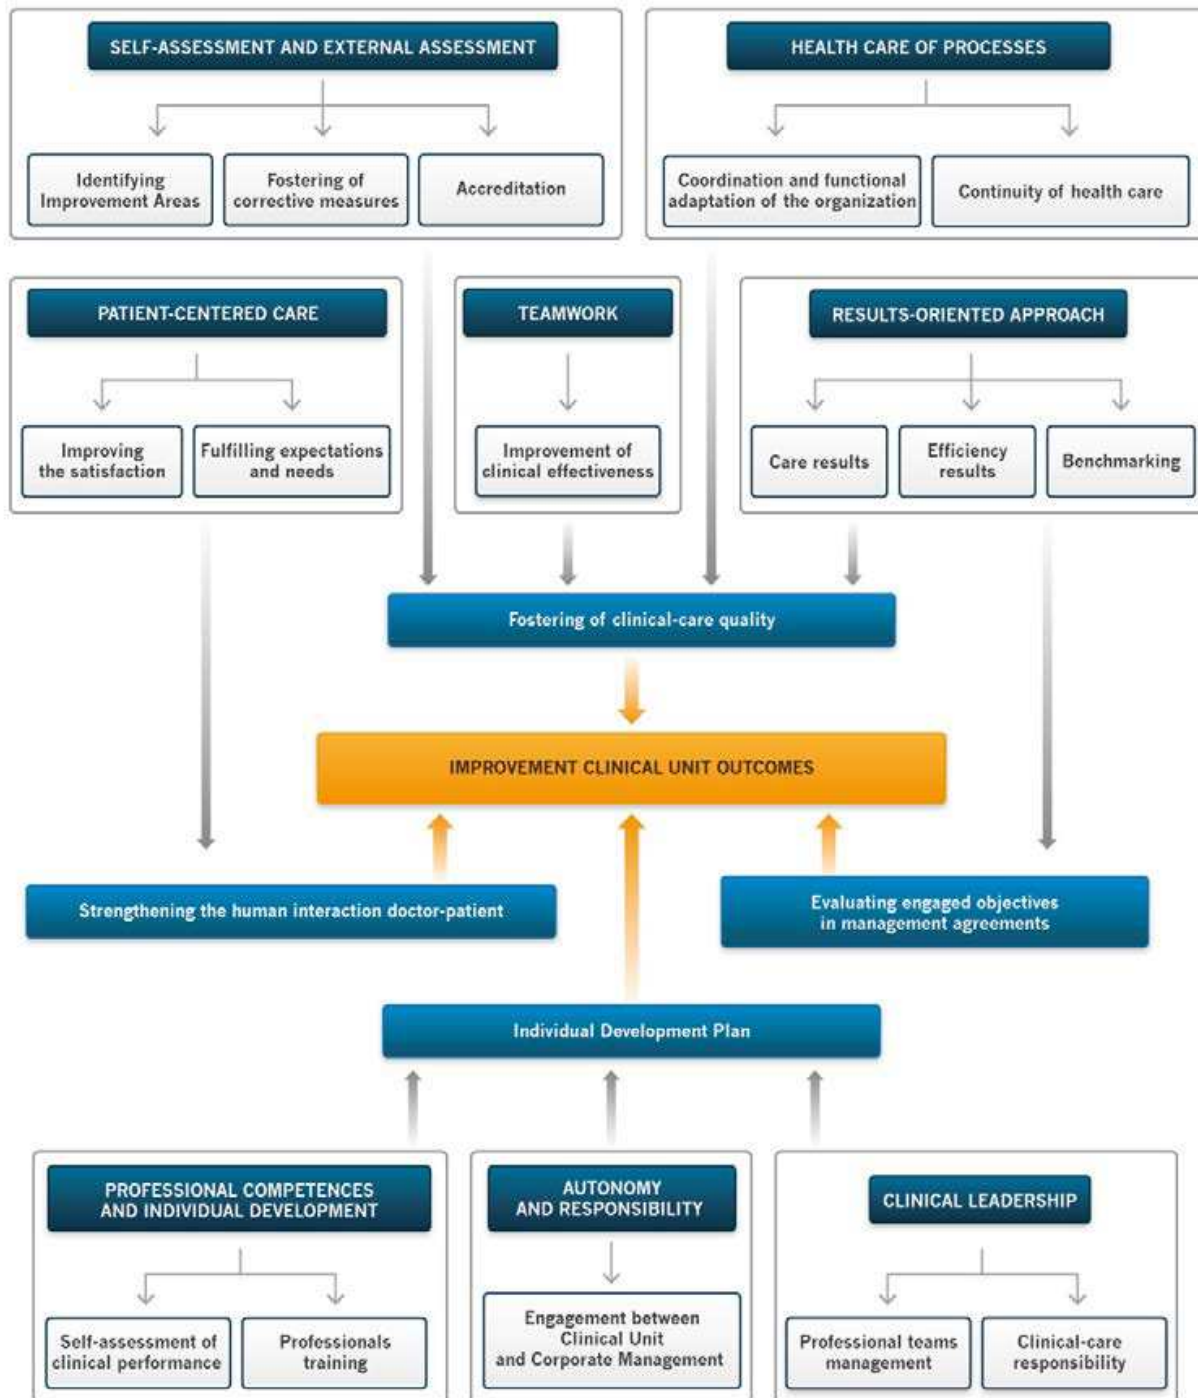 SELF-ASSESSMENT AND EXTERNAL ASSESSMENT
Identifying
Improvement Areas
Fostering of
corrective measures
Accreditation
HEALTH CARE OF PROCESSES
Coordination and functional
adaptation of the organization
Continuity of health care
PATIENT-CENTERED CARE
Improving
the satisfaction
Fulfilling expectations
and needs
TEAMWORK
Improvement of
clinical effectiveness
RESULTS-ORIENTED APPROACH
Care results
Efficiency
results
Benchmarking
Fostering of clinical-care quality
IMPROVEMENT CLINICAL UNIT OUTCOMES
Strengthening the human interaction doctor-patient
Evaluating engaged objectives
in management agreements
Individual Development Plan
PROFESSIONAL COMPETENCES
AND INDIVIDUAL DEVELOPMENT
Self-assessment of
clinical performance
Professionals
training
AUTONOMY
AND RESPONSIBILITY
Engagement between
Clinical Unit
and Corporate Management
CLINICAL LEADERSHIP
Professional teams
management
Clinical-care
responsibility